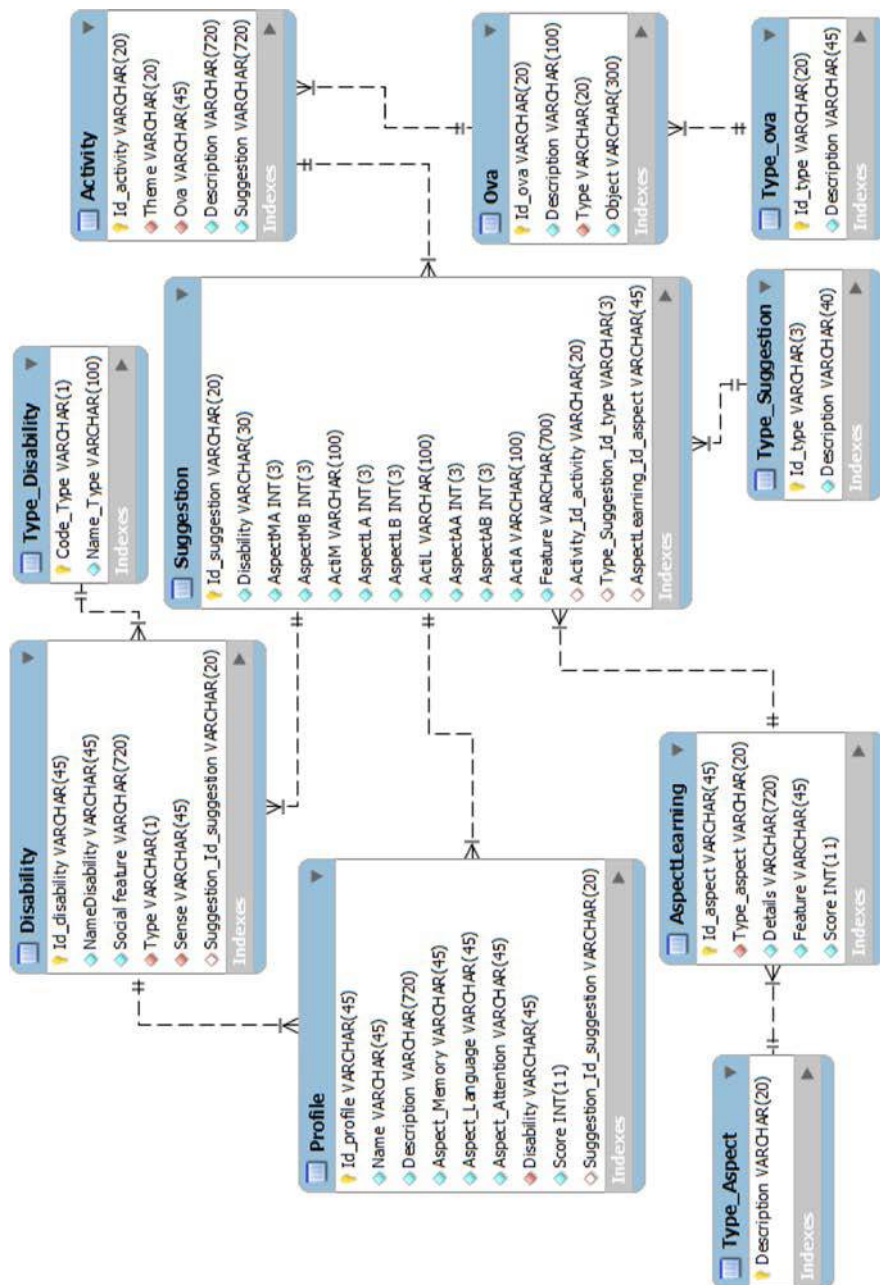 Activity
Id_activity VARCHAR(20)
Theme VARCHAR(20)
Ova VARCHAR(45)
Description VARCHAR(720)
Suggestion VARCHAR(720)
Indexes
Ova
Id_ova VARCHAR(20)
Description VARCHAR(100)
Type VARCHAR(20)
Object VARCHAR(300)
Indexes
Type_ova
Id_type VARCHAR(20)
Description VARCHAR(45)
Indexes
Type_Disability
Code_Type VARCHAR(1)
Name_Type VARCHAR(100)
Indexes
Suggestion
Id_suggestion VARCHAR(20)
Disability VARCHAR(30)
AspectMA INT(3)
AspectMB INT(3)
ActiM VARCHAR(100)
AspectLA INT(3)
AspectLB INT(3)
ActiL VARCHAR(100)
AspectAA INT(3)
AspectAB INT(3)
ActiA VARCHAR(100)
Feature VARCHAR(700)
Activity_Id_activity VARCHAR(20)
Type_Suggestion_Id_type VARCHAR(3)
AspectLearning_Id_aspect VARCHAR(45)
Indexes
Type_Suggestion
Id_type VARCHAR(3)
Description VARCHAR(40)
Indexes
Disability
Id_disability VARCHAR(45)
NameDisability VARCHAR(45)
Social feature VARCHAR(720)
Type VARCHAR(1)
Sense VARCHAR(45)
Suggestion_Id_suggestion VARCHAR(20)
Indexes
Profile
Id_profile VARCHAR(45)
Name VARCHAR(45)
Description VARCHAR(720)
Aspect_Memory VARCHAR(45)
Aspect_Language VARCHAR(45)
Aspect_Attention VARCHAR(45)
Disability VARCHAR(45)
Score INT(11)
Suggestion_Id_suggestion VARCHAR(20)
Indexes
AspectLearning
Id_aspect VARCHAR(45)
Type_aspect VARCHAR(20)
Details VARCHAR(720)
Feature VARCHAR(45)
Score INT(11)
Indexes
Type_Aspect
Description VARCHAR(20)
Indexes